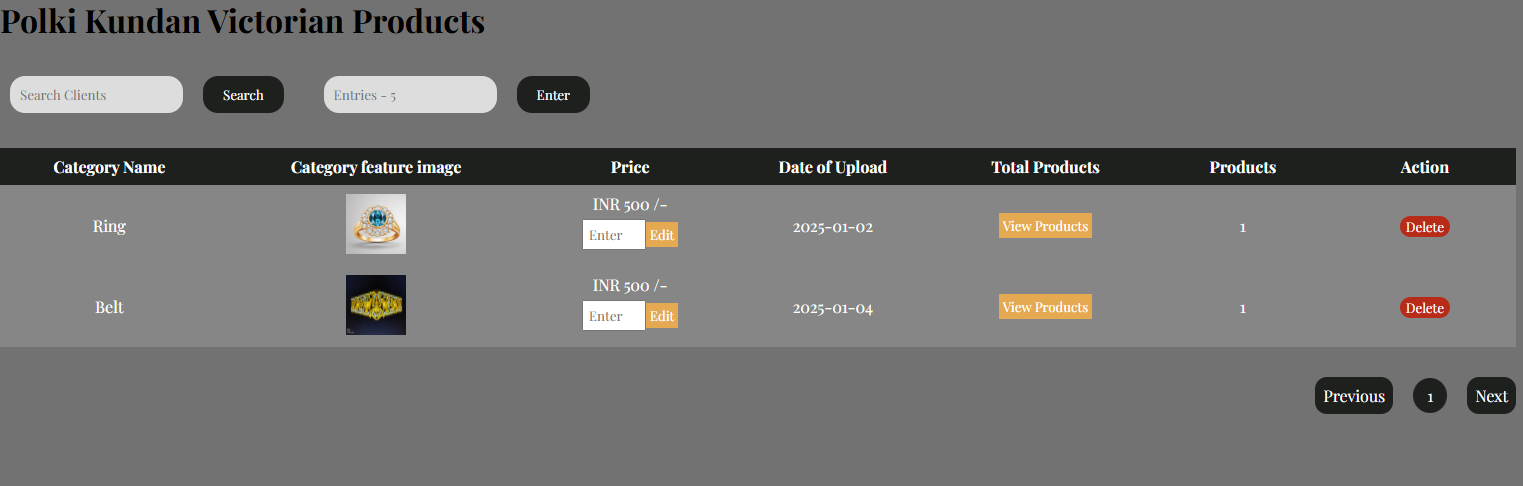 Polki Kundan Victorian Products
Search Clients Search Entries - 5 Enter
Category Name Category feature image Price Date of Upload Total Products Products Action
INR 500 /-
Ring Enter Edit 2025-01-02 View Products 1 Delete
INR 500 /-
Belt Enter Edit 2025-01-04 View Products 1 Delete
Previous 1 Next